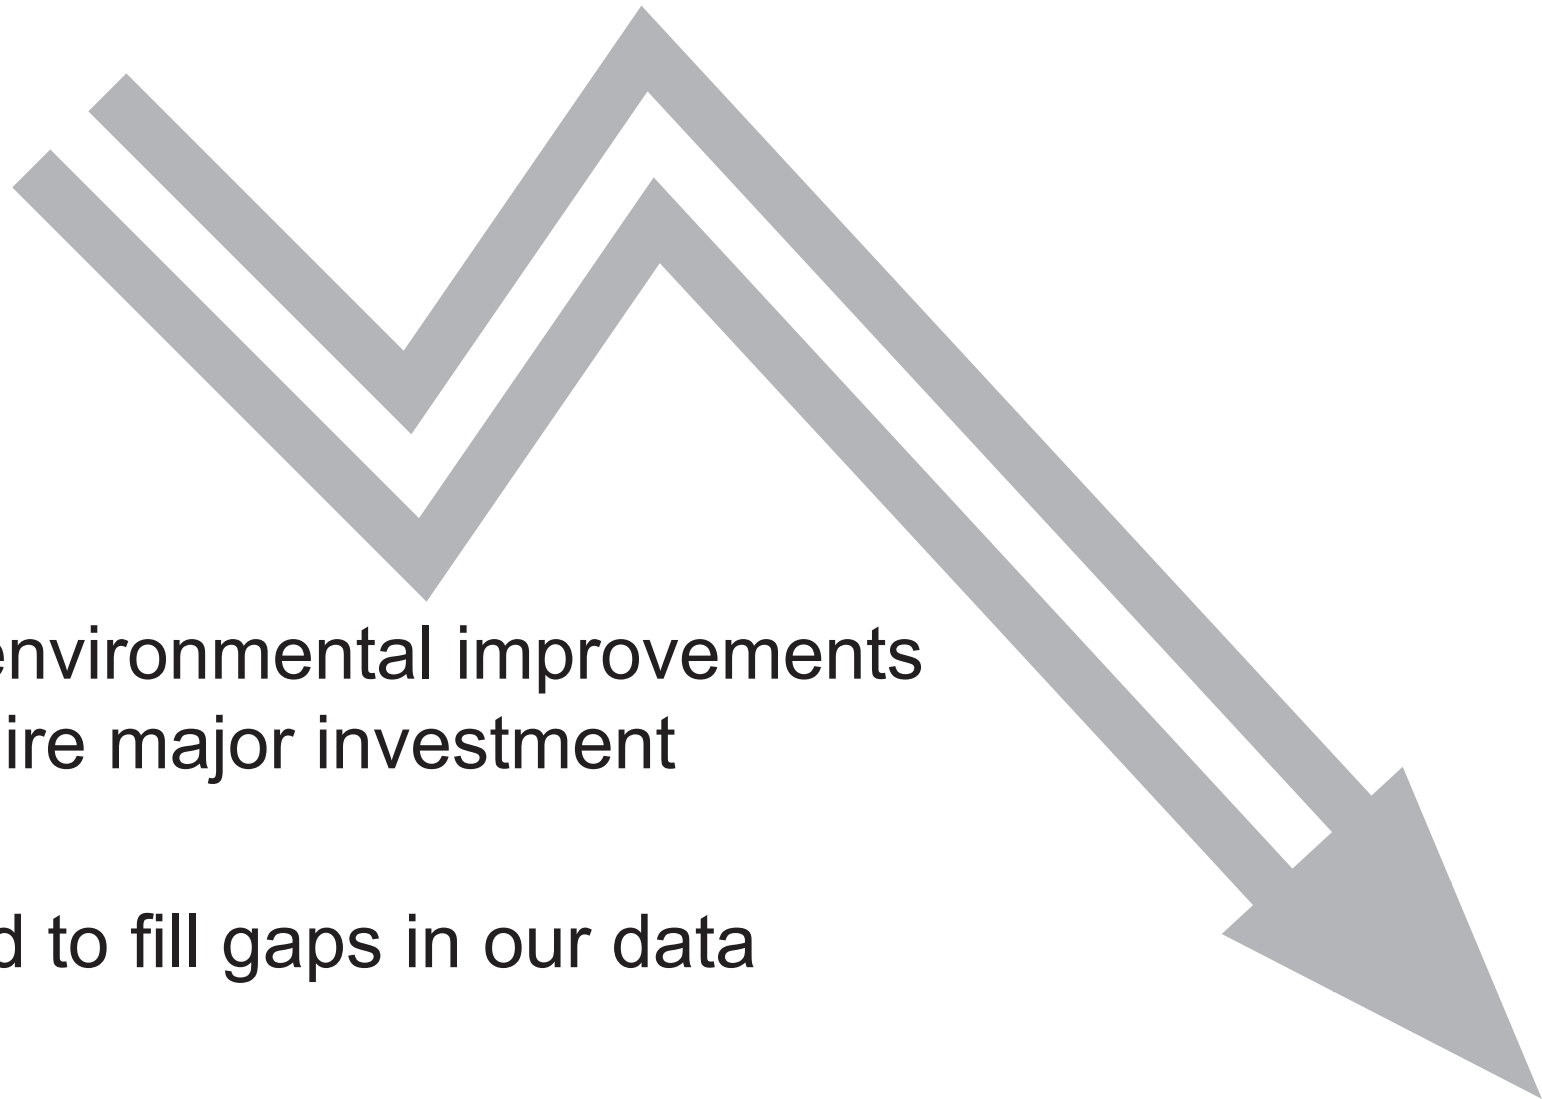 environmental improvements
ire major investment
d to fill gaps in our data